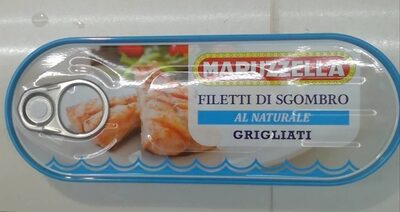 MARUZZELLA
FILETTI DI SGOMBRO
AL NATURALE
GRIGLIATI